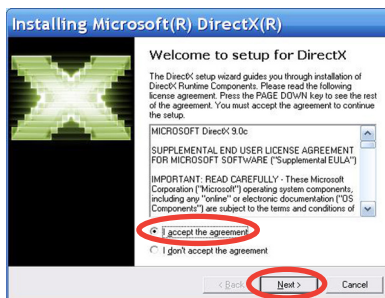 Installing Microsoft(R) DirectX(R)
Welcome to setup for DirectX
The DirectX setup wizard guides you through installation of
DirectX Runtime Components. Please read the following
license agreement. Press the PAGE DOWN key to see the rest
of the agreement. You must accept the agreement to continue
the setup.
MICROSOFT DirectX 9.0c
SUPPLEMENTAL END USER LICENSE AGREEMENT
FOR MICROSOFT SOFTWARE ("Supplemental EULA")
IMPORTANT: READ CAREFULLY - These Microsoft
Corporation ("Microsoft") operating system components,
including any "online" or electronic documentation ("OS
Components") are subject to the terms and conditions of
I accept the agreement
I don't accept the agreement
< Back
Next >
Cancel